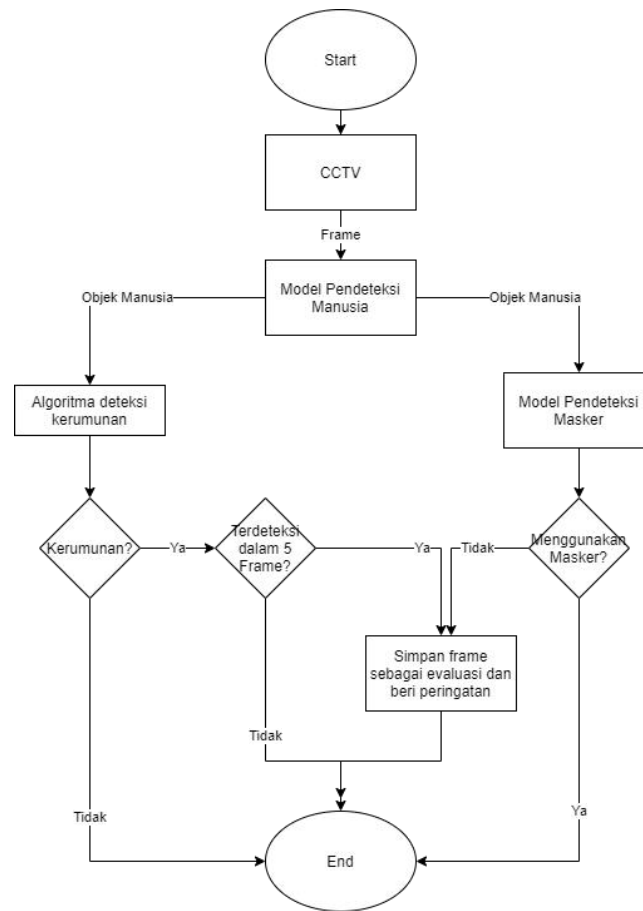 Start
CCTV
Frame
Model Pendeteksi
Manusia
Objek Manusia
Objek Manusia
Algoritma deteksi
kerumunan
Model Pendeteksi
Masker
Kerumunan?
Ya
Terdeteksi
dalam 5
Frame?
Ya
Tidak
Menggunakan
Masker?
Simpan frame
sebagai evaluasi dan
beri peringatan
Tidak
Tidak
Ya
End